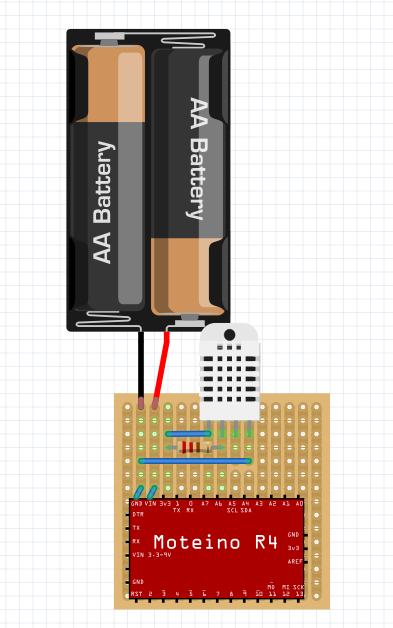 AA Battery
AA Battery
GND VIN 3v3 1 0 A7 A6 A5 A4 A3 A2 A1 A0
TX RX SCL SDA
DTR
TX
Moteino R4
GND
RX
3v3
VIN 3.3-9V
AREF
GND
MO MI SCK
RST 2 3 4 5 6 7 8 9 10 11 12 13